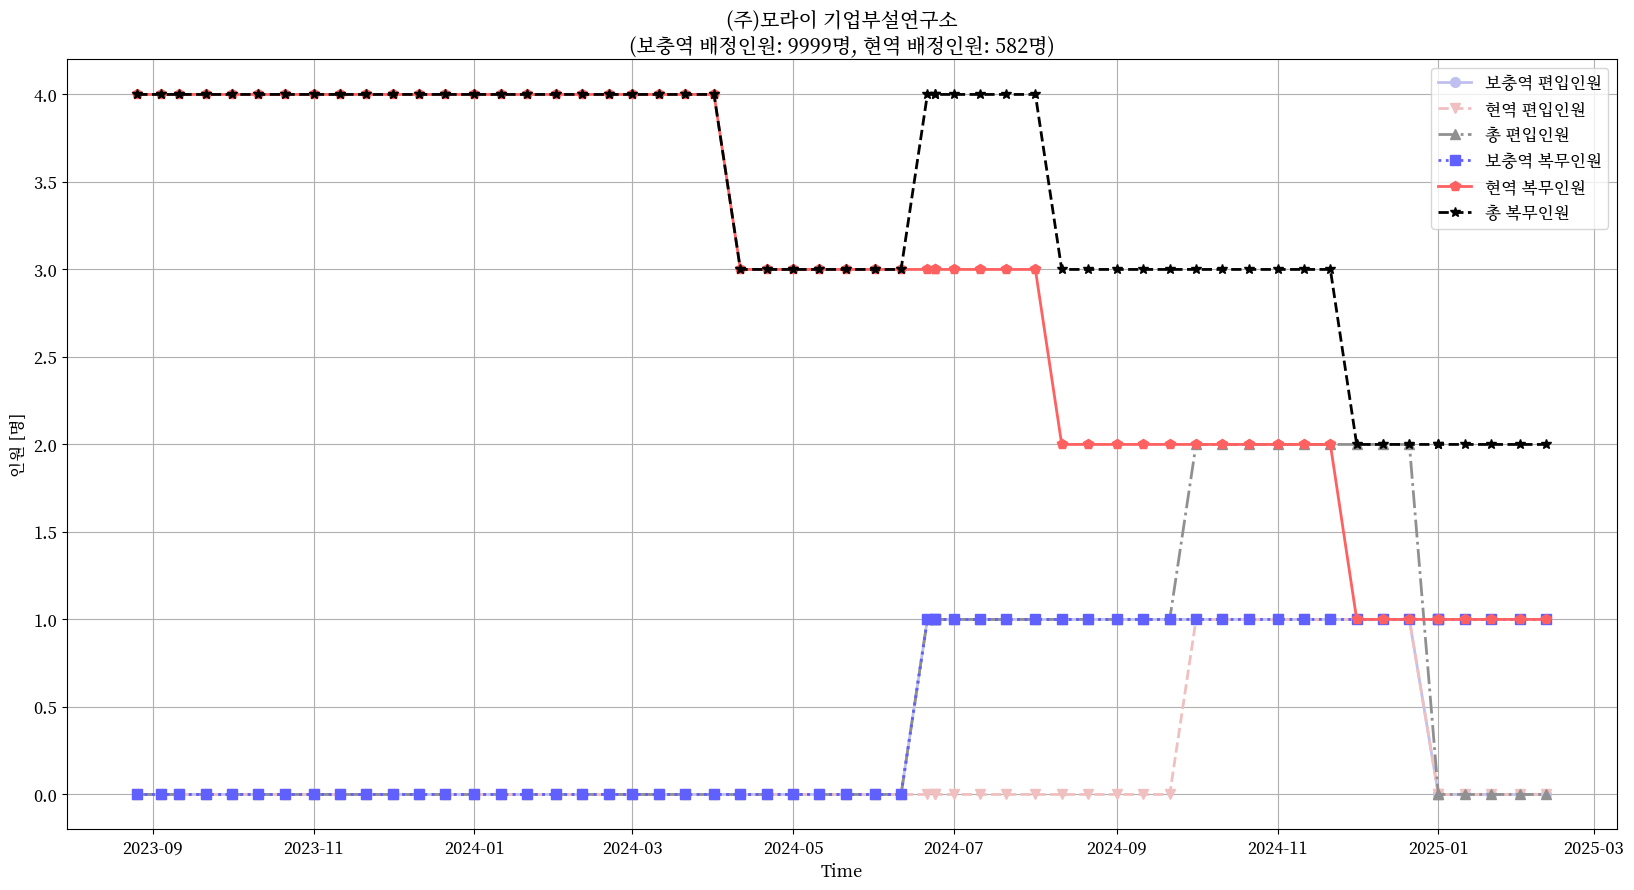 (주)모라이 기업부설연구소
(보충역 배정인원: 9999명, 현역 배정인원: 582명)
보충역 편입인원
현역 편입인원
총 편입인원
보충역 복무인원
현역 복무인원
총 복무인원
4.0
3.5
3.0
2.5
2.0
1.5
1.0
0.5
0.0
인원 [명]
2023-09 2023-11 2024-01 2024-03 2024-05 2024-07 2024-09 2024-11 2025-01 2025-03
Time